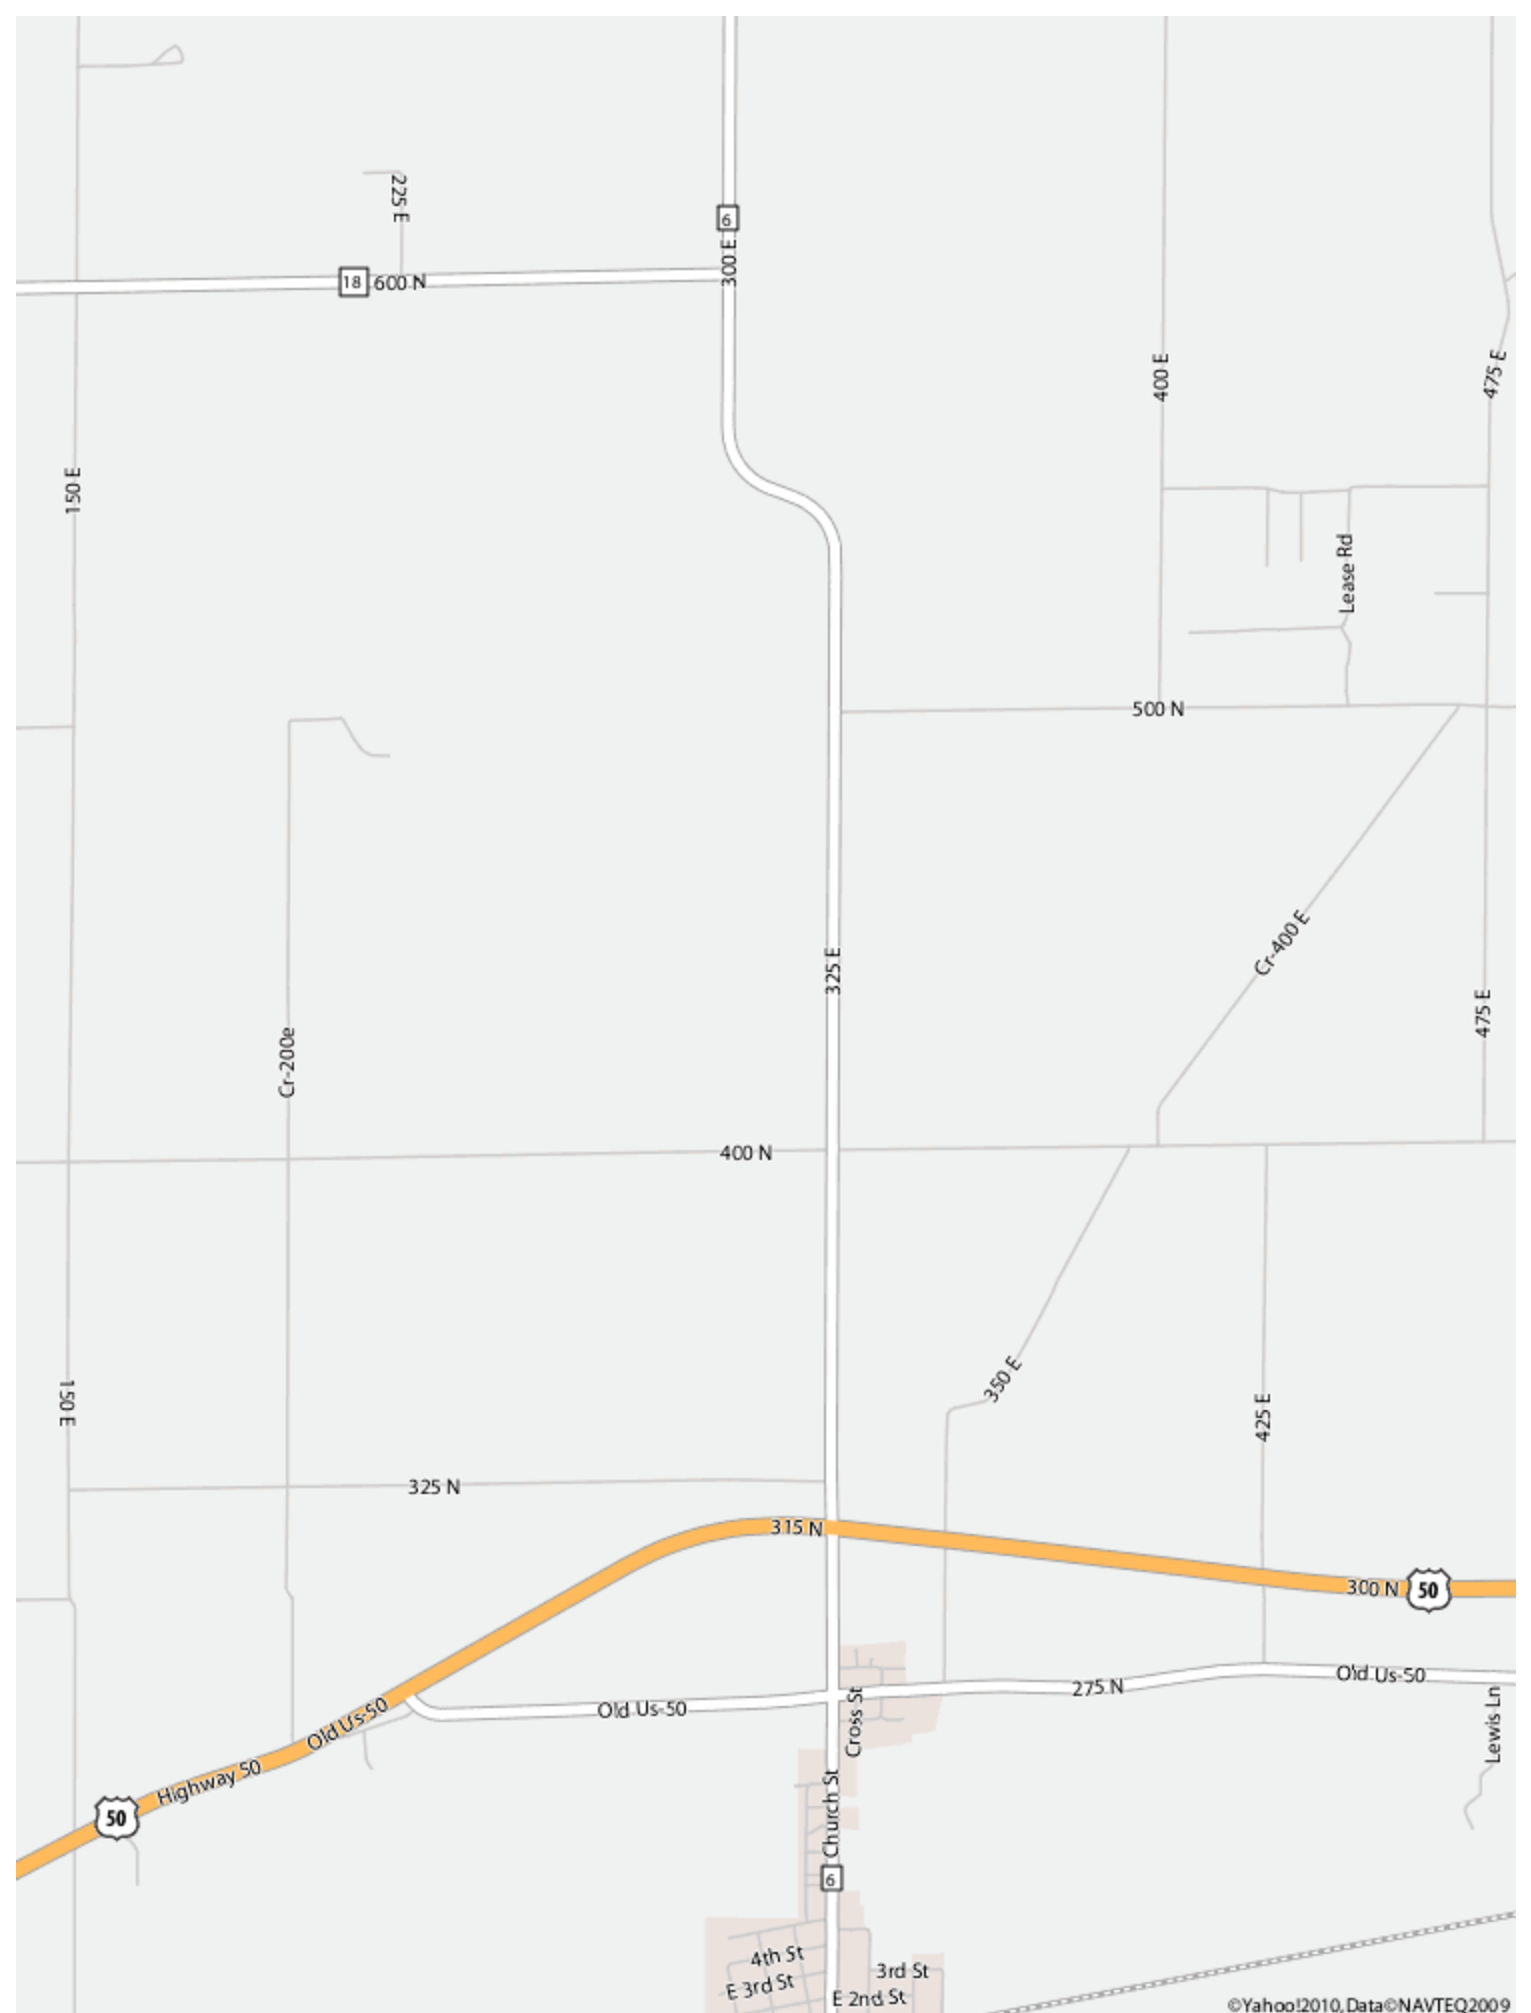 225 E
6
300 E
18
600 N
400 E
475 E
150 E
Lease Rd
500 N
Cr-400 E
325 E
475 E
Cr-200e
400 N
350 E
150 E
425 E
325 N
315 N
300 N
50
Old Us-50
275 N
Old Us-50
Old Us-50
Cross St
Lewis Ln
Highway 50
50
Church St
6
4th St
3rd St
E 3rd St
E 2nd St
©Yahoo!2010,Data©NAVTEQ2009